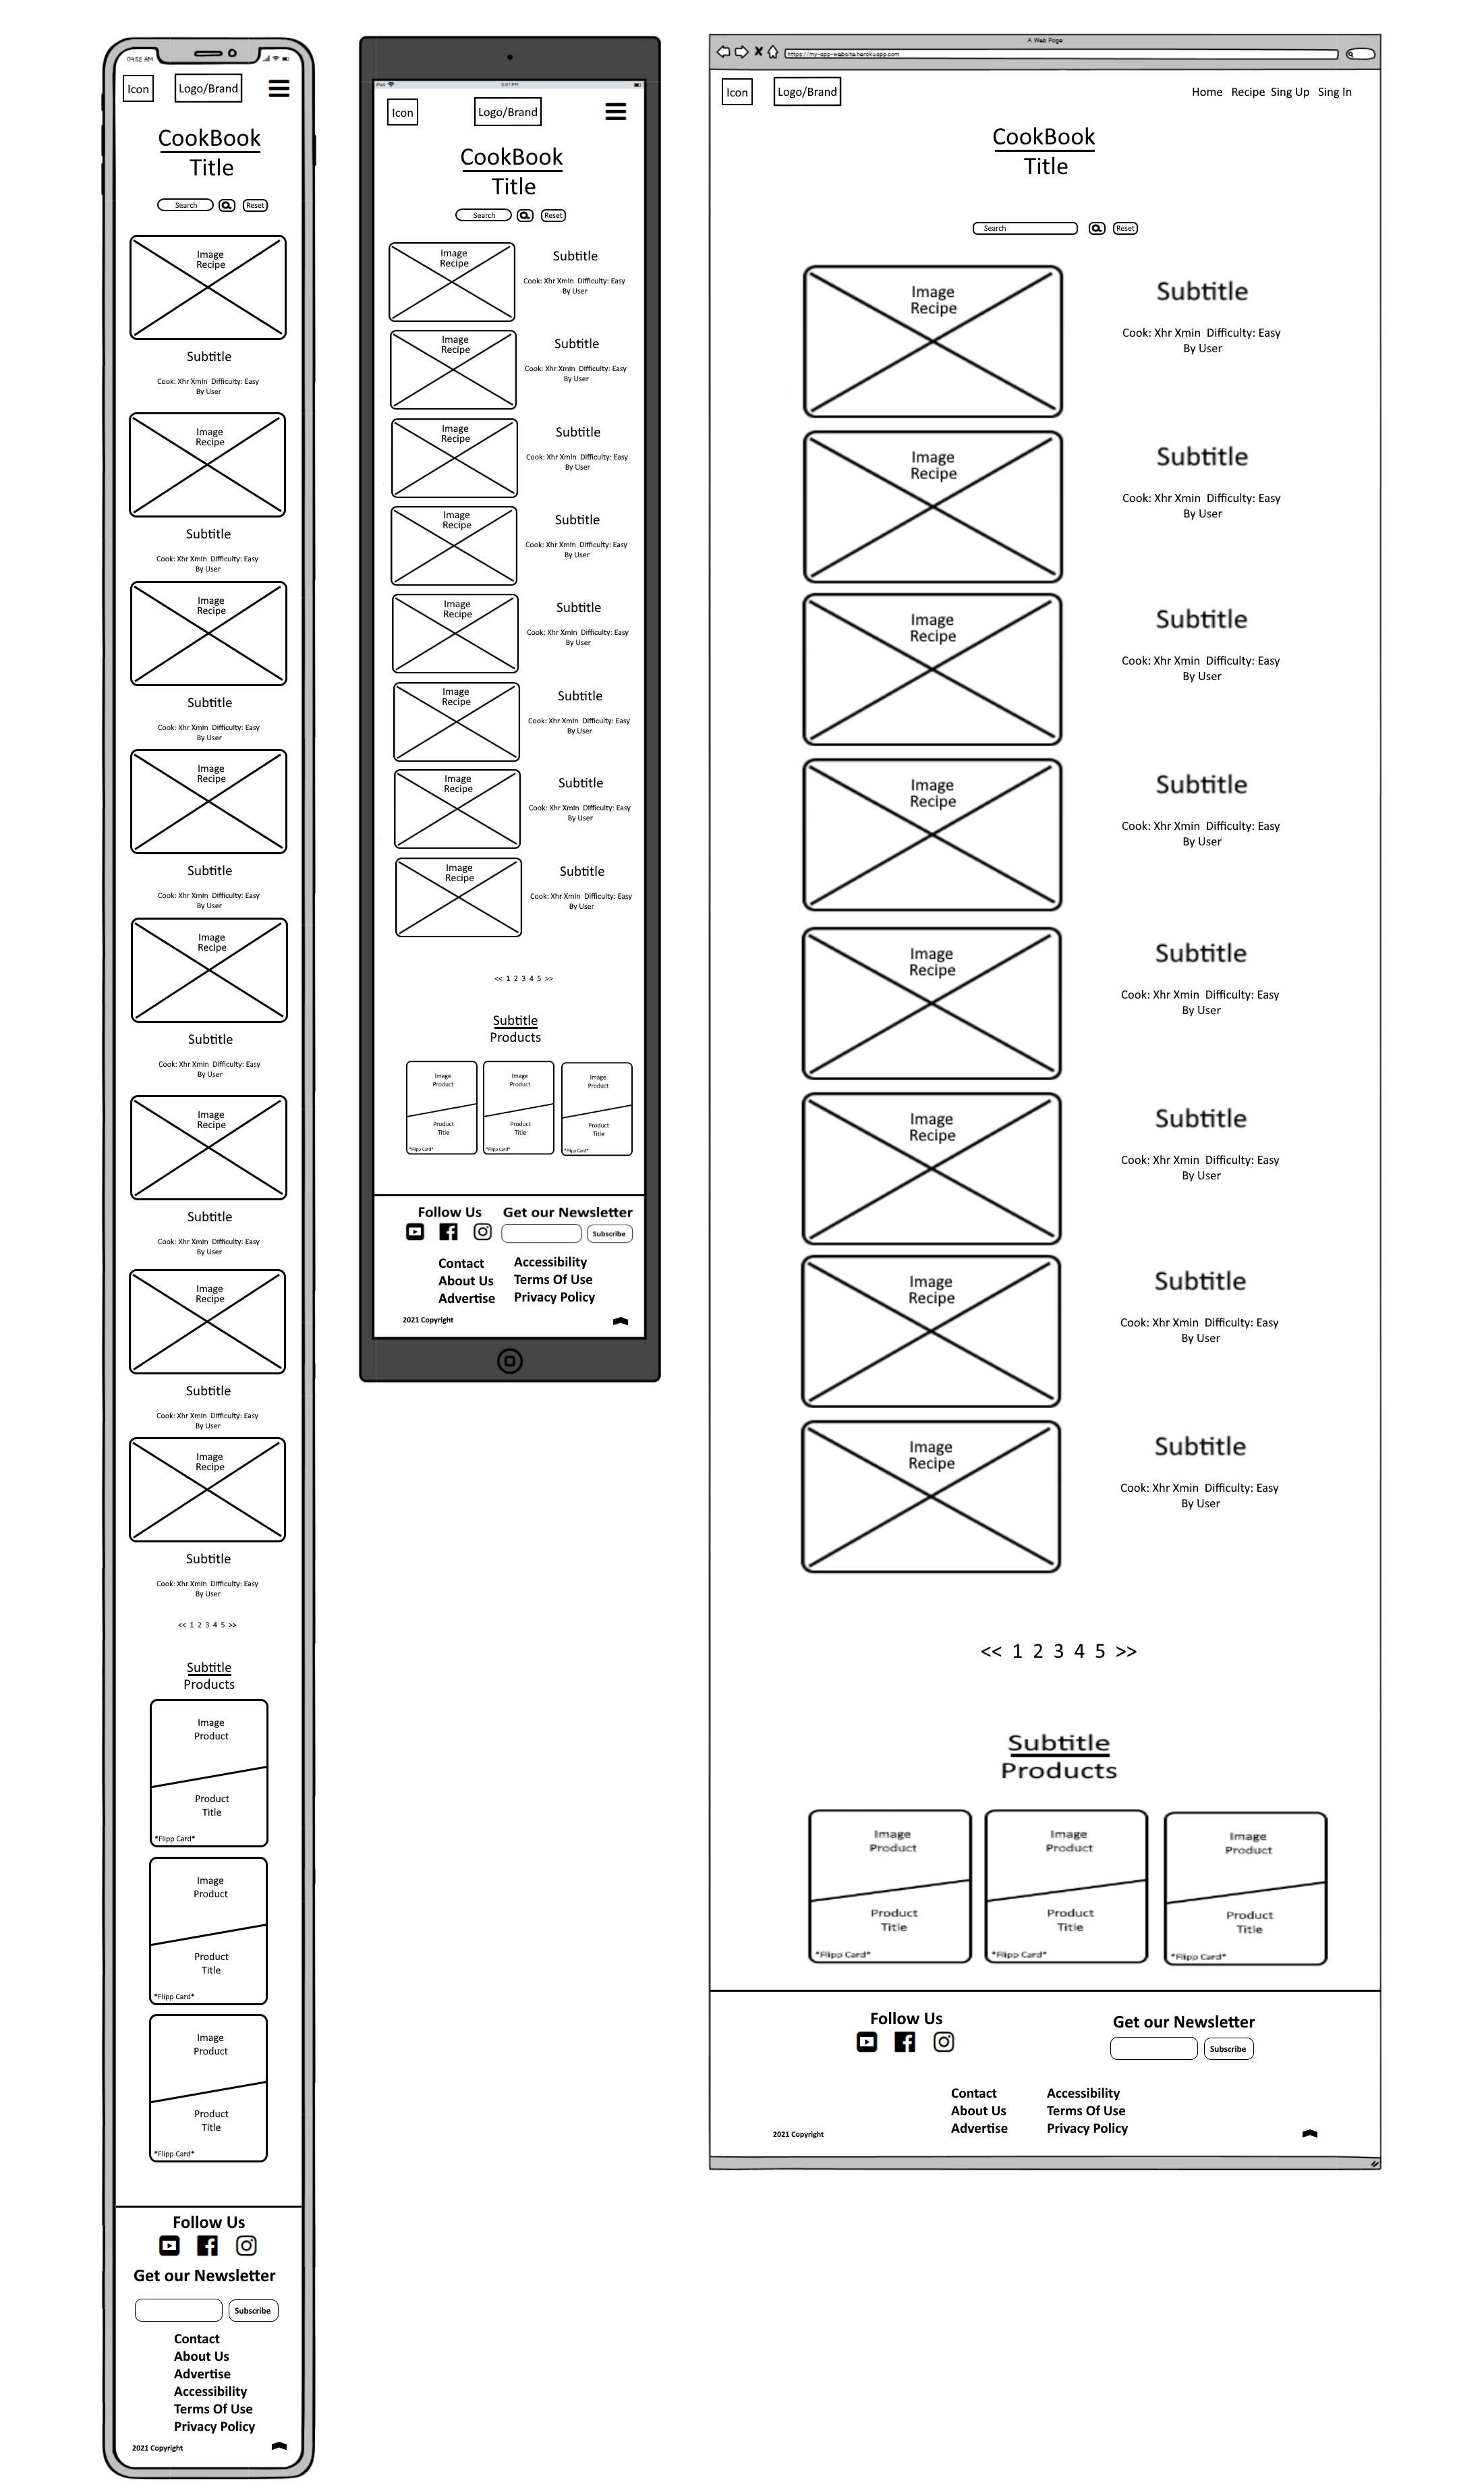 09:52 AM
Icon
Logo/Brand
CookBook
Title
Search
Reset
Image
Recipe
Subtitle
Cook: Xhr Xmin Difficulty: Easy
By User
Image
Recipe
Subtitle
Cook: Xhr Xmin Difficulty: Easy
By User
Image
Recipe
Subtitle
Cook: Xhr Xmin Difficulty: Easy
By User
Image
Recipe
Subtitle
Cook: Xhr Xmin Difficulty: Easy
By User
Image
Recipe
Subtitle
Cook: Xhr Xmin Difficulty: Easy
By User
Image
Recipe
Subtitle
Cook: Xhr Xmin Difficulty: Easy
By User
Image
Recipe
Subtitle
Cook: Xhr Xmin Difficulty: Easy
By User
Image
Recipe
Subtitle
Cook: Xhr Xmin Difficulty: Easy
By User
<< 1 2 3 4 5 >>
Subtitle
Products
Image
Product
Product
Title
*Flipp Card*
Image
Product
Product
Title
*Flipp Card*
Image
Product
Product
Title
*Flipp Card*
Follow Us
Get our Newsletter
Subscribe
Contact
About Us
Advertise
Accessibility
Terms Of Use
Privacy Policy
2021 Copyright
iPad
Icon
Logo/Brand
CookBook
Title
Search
Reset
Image
Recipe
Subtitle
Cook: Xhr Xmin Difficulty: Easy
By User
Image
Recipe
Subtitle
Cook: Xhr Xmin Difficulty: Easy
By User
Image
Recipe
Subtitle
Cook: Xhr Xmin Difficulty: Easy
By User
Image
Recipe
Subtitle
Cook: Xhr Xmin Difficulty: Easy
By User
Image
Recipe
Subtitle
Cook: Xhr Xmin Difficulty: Easy
By User
Image
Recipe
Subtitle
Cook: Xhr Xmin Difficulty: Easy
By User
Image
Recipe
Subtitle
Cook: Xhr Xmin Difficulty: Easy
By User
Image
Recipe
Subtitle
Cook: Xhr Xmin Difficulty: Easy
By User
<< 1 2 3 4 5 >>
Subtitle
Products
Image
Product
Product
Title
*Flipp Card*
Image
Product
Product
Title
*Flipp Card*
Image
Product
Product
Title
*Flipp Card*
Follow Us
Get our Newsletter
Subscribe
Contact
About Us
Advertise
Accessibility
Terms Of Use
Privacy Policy
2021 Copyright
A Web Page
https://my-app-website.herokuapp.com
Icon
Logo/Brand
Home Recipe Sing Up Sing In
CookBook
Title
Search
Reset
Image
Recipe
Subtitle
Cook: Xhr Xmin Difficulty: Easy
By User
Image
Recipe
Subtitle
Cook: Xhr Xmin Difficulty: Easy
By User
Image
Recipe
Subtitle
Cook: Xhr Xmin Difficulty: Easy
By User
Image
Recipe
Subtitle
Cook: Xhr Xmin Difficulty: Easy
By User
Image
Recipe
Subtitle
Cook: Xhr Xmin Difficulty: Easy
By User
Image
Recipe
Subtitle
Cook: Xhr Xmin Difficulty: Easy
By User
Image
Recipe
Subtitle
Cook: Xhr Xmin Difficulty: Easy
By User
Image
Recipe
Subtitle
Cook: Xhr Xmin Difficulty: Easy
By User
<< 1 2 3 4 5 >>
Subtitle
Products
Image
Product
Product
Title
*Flipp Card*
Image
Product
Product
Title
*Flipp Card*
Image
Product
Product
Title
*Flipp Card*
Follow Us
Get our Newsletter
Subscribe
Contact
About Us
Advertise
Accessibility
Terms Of Use
Privacy Policy
2021 Copyright